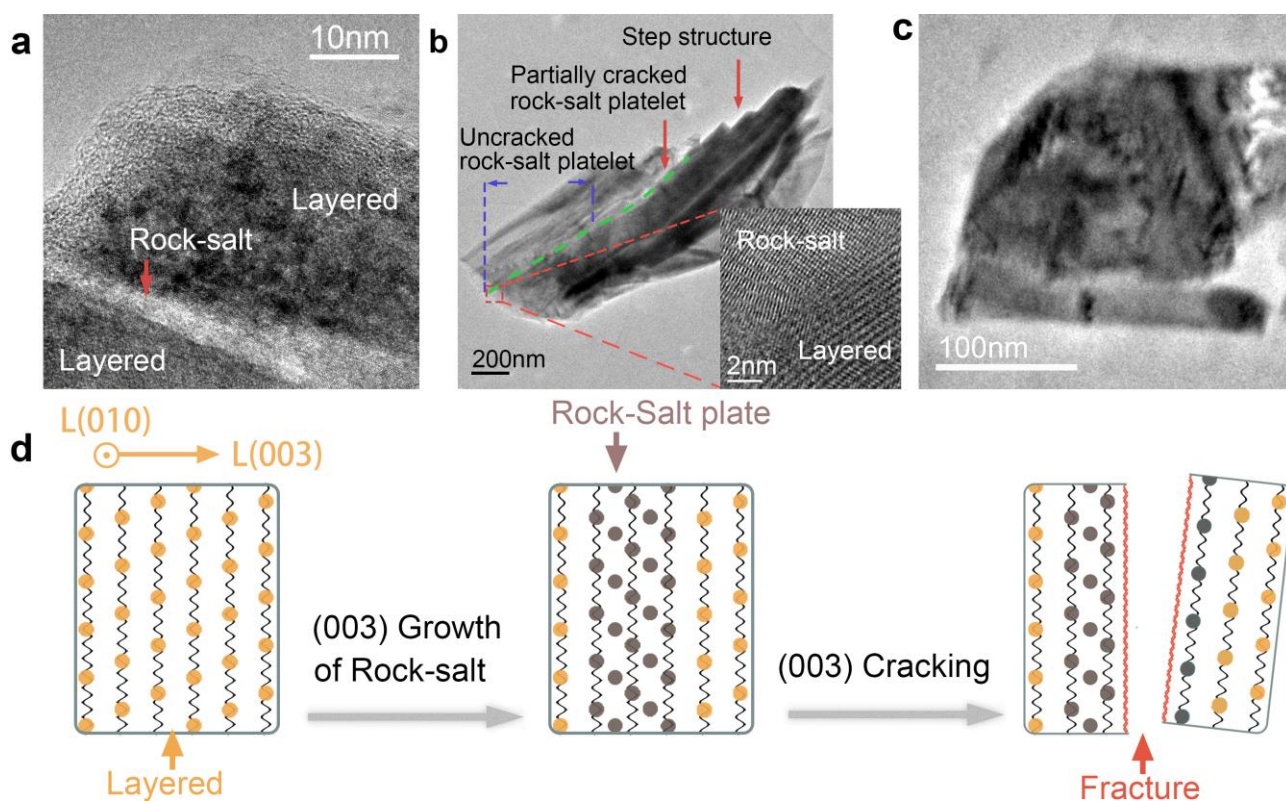 a
10nm
Layered
Rock-salt
Layered
b
Step structure
Partially cracked
rock-salt platelet
Uncracked
rock-salt platelet
200nm
Rock-salt
Layered
2nm
c
100nm
d
L(010)
L(003)
Layered
(003) Growth
of Rock-salt
Rock-Salt plate
(003) Cracking
Fracture